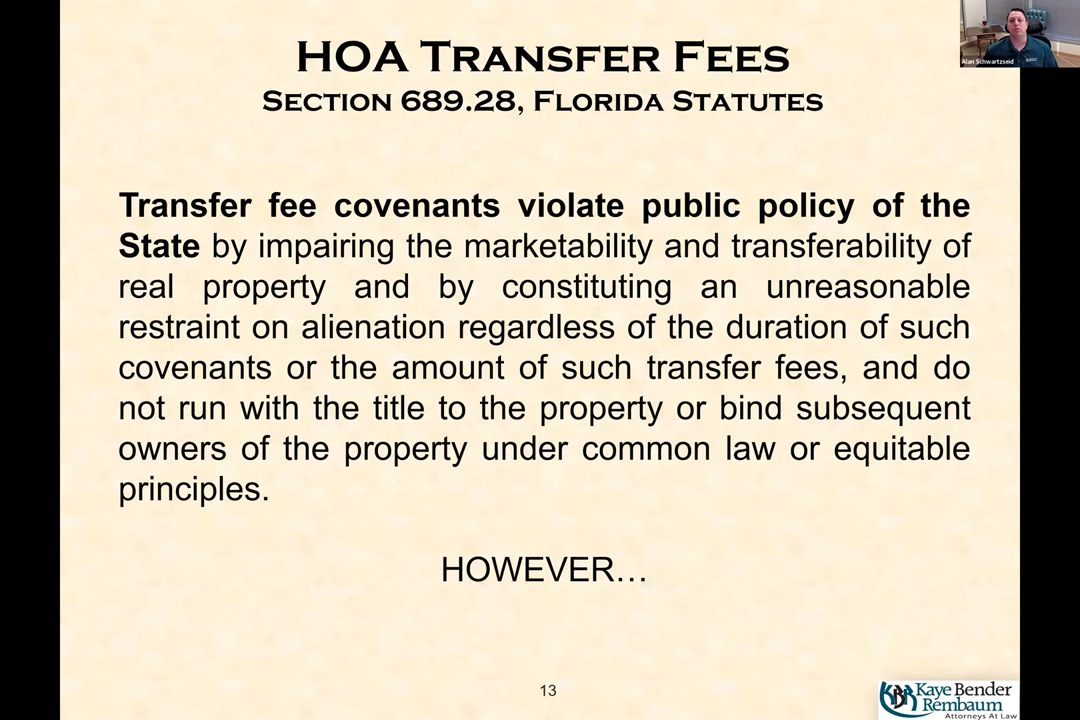 HOA Transfer Fees
Section 689.28, Florida Statutes
Alan Schwartzseid
Transfer fee covenants violate public policy of the
State by impairing the marketability and transferability of
real property and by constituting an unreasonable
restraint on alienation regardless of the duration of such
covenants or the amount of such transfer fees, and do
not run with the title to the property or bind subsequent
owners of the property under common law or equitable
principles.
HOWEVER…
13
KBR Kaye Bender
Rembaum
Attorneys At Law